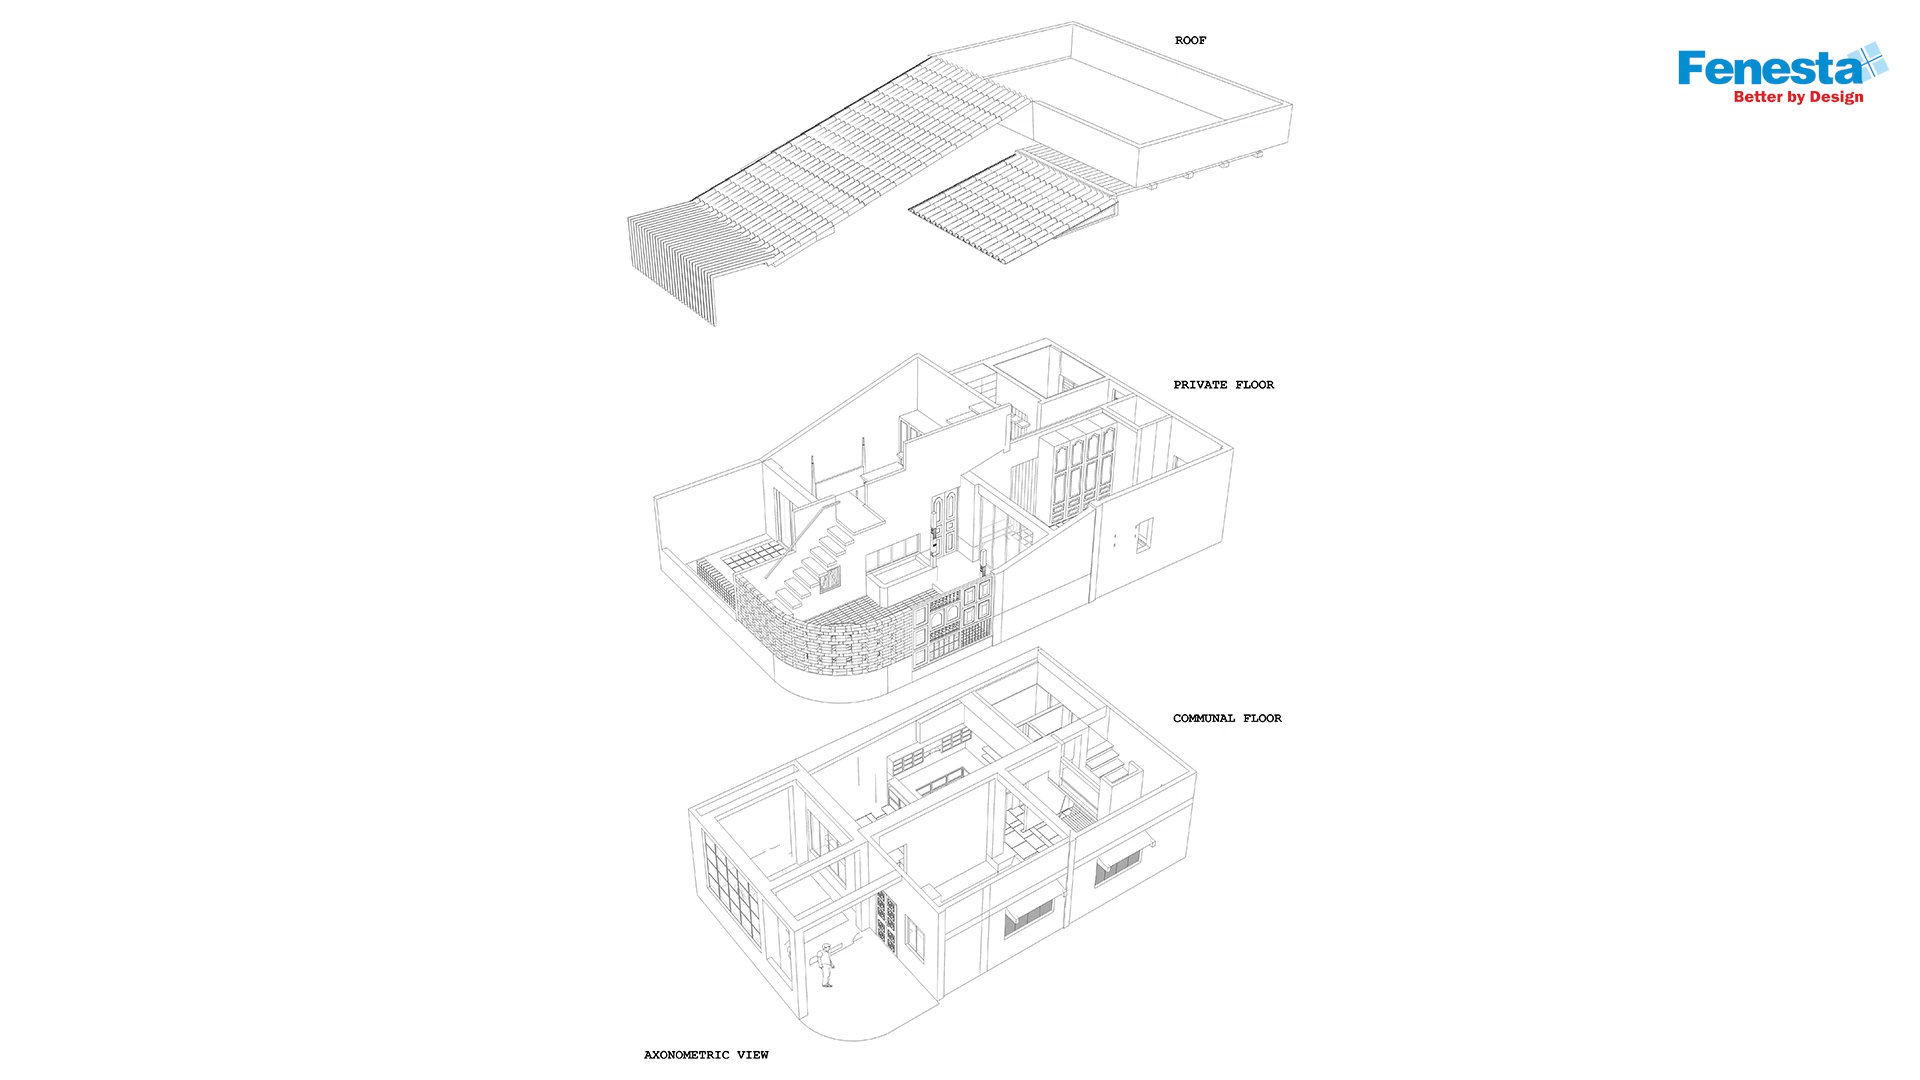 ROOF
Fenesta
Better by Design
PRIVATE FLOOR
COMMUNAL FLOOR
AXONOMETRIC VIEW